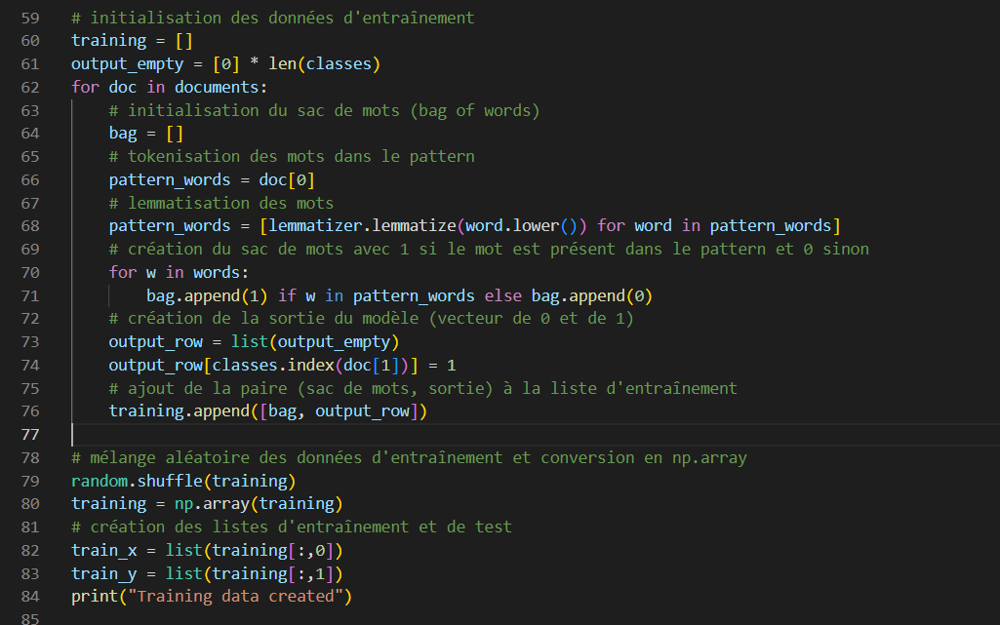 59 # initialisation des données d'entraînement
60 training = []
61 output_empty = [0] * len(classes)
62 for doc in documents:
63     # initialisation du sac de mots (bag of words)
64     bag = []
65     # tokenisation des mots dans le pattern
66     pattern_words = doc[0]
67     # lemmatisation des mots
68     pattern_words = [lemmatizer.lemmatize(word.lower()) for word in pattern_words]
69     # création du sac de mots avec 1 si le mot est présent dans le pattern et 0 sinon
70     for w in words:
71         bag.append(1) if w in pattern_words else bag.append(0)
72     # création de la sortie du modèle (vecteur de 0 et de 1)
73     output_row = list(output_empty)
74     output_row[classes.index(doc[1])] = 1
75     # ajout de la paire (sac de mots, sortie) à la liste d'entraînement
76     training.append([bag, output_row])
77
78 # mélange aléatoire des données d'entraînement et conversion en np.array
79 random.shuffle(training)
80 training = np.array(training)
81 # création des listes d'entraînement et de test
82 train_x = list(training[:,0])
83 train_y = list(training[:,1])
84 print("Training data created")
85